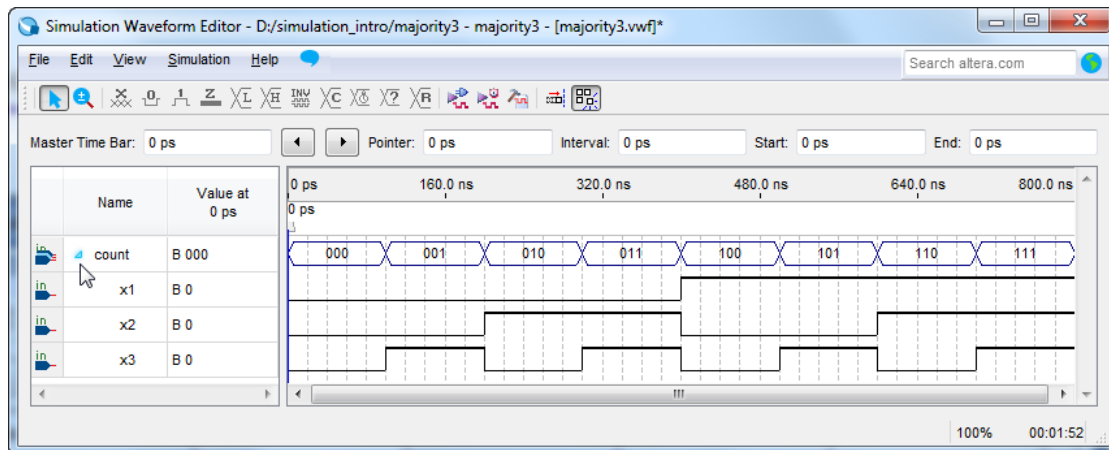 Simulation Waveform Editor - D:/simulation_intro/majority3 - majority3 - [majority3.vwf]*
File Edit View Simulation Help Search altera.com
Master Time Bar: 0 ps Pointer: 0 ps Interval: 0 ps Start: 0 ps End: 0 ps
Name Value at 0 ps 0 ps 160.0 ns 320.0 ns 480.0 ns 640.0 ns 800.0 ns
0 ps
in count B 000 000 001 010 011 100 101 110 111
in x1 B 0
in x2 B 0
in x3 B 0
100% 00:01:52